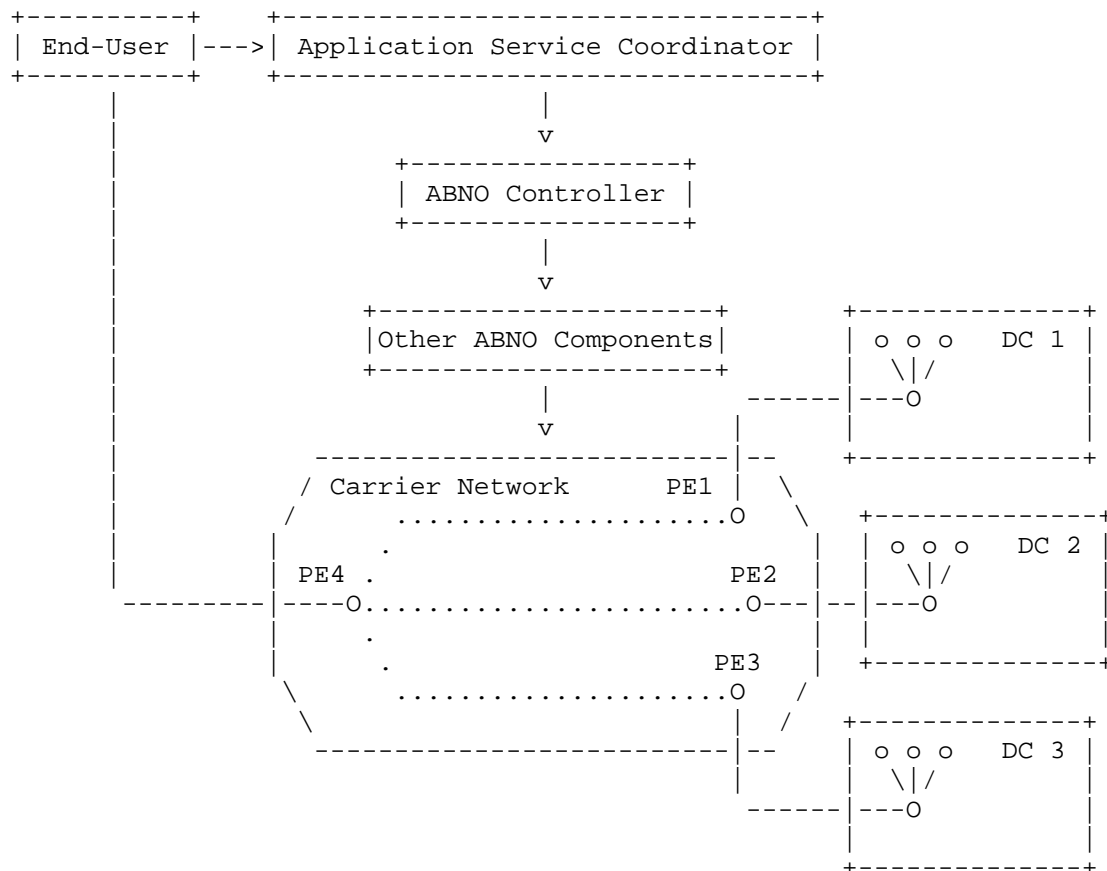 End-User Application Service Coordinator
v
ABNO Controller
v
Other ABNO Components
o o o DC 1
O
v
Carrier Network PE1
O
o o o DC 2
PE4 PE2
O O O
PE3
O
o o o DC 3
O